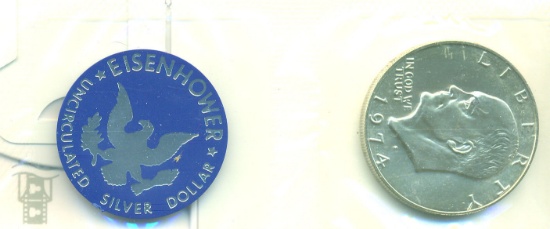 ★ EISENHOWER ★
UNCIRCULATED SILVER DOLLAR
LIBERTY
IN GOD WE
TRUST
1974